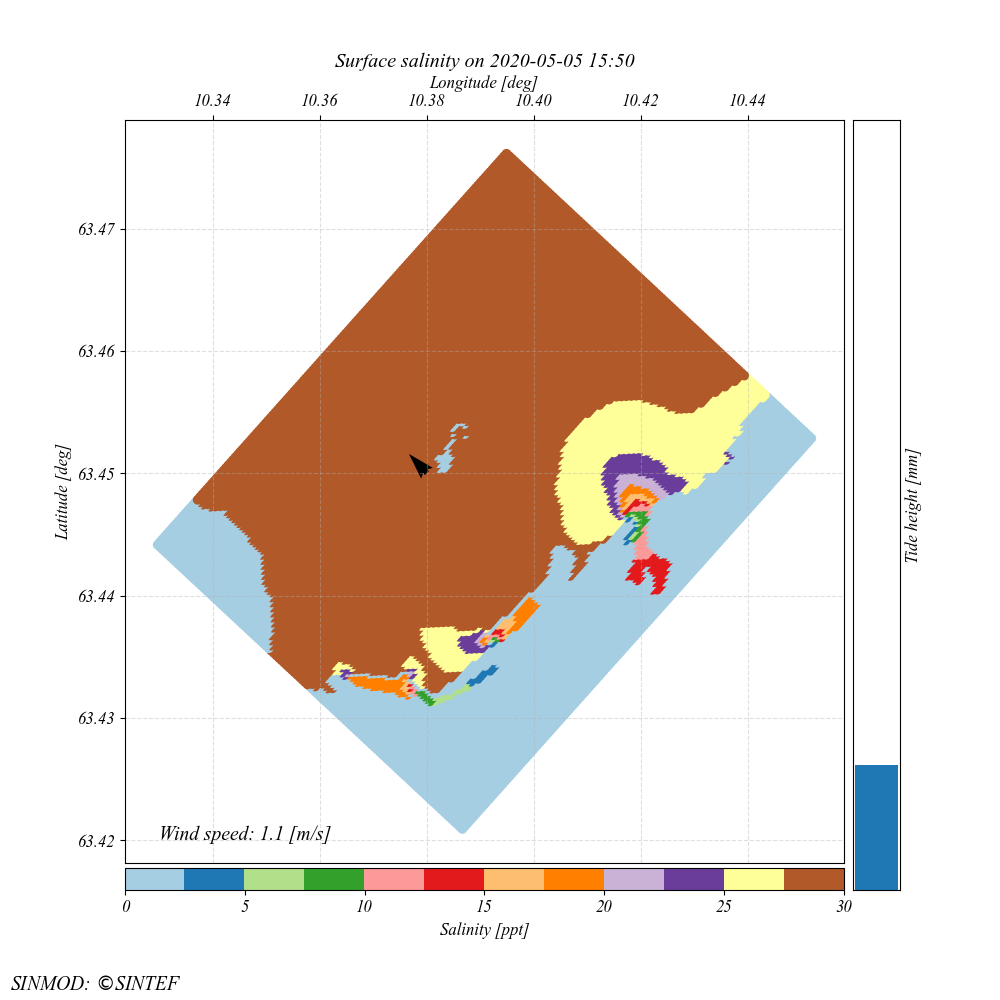 Surface salinity on 2020-05-05 15:50
Longitude [deg]
10.34 10.36 10.38 10.40 10.42 10.44
63.47
63.46
63.45
63.44
63.43
63.42
Latitude [deg]
Tide height [mm]
Wind speed: 1.1 [m/s]
0 5 10 15 20 25 30
Salinity [ppt]
SINMOD: ©SINTEF